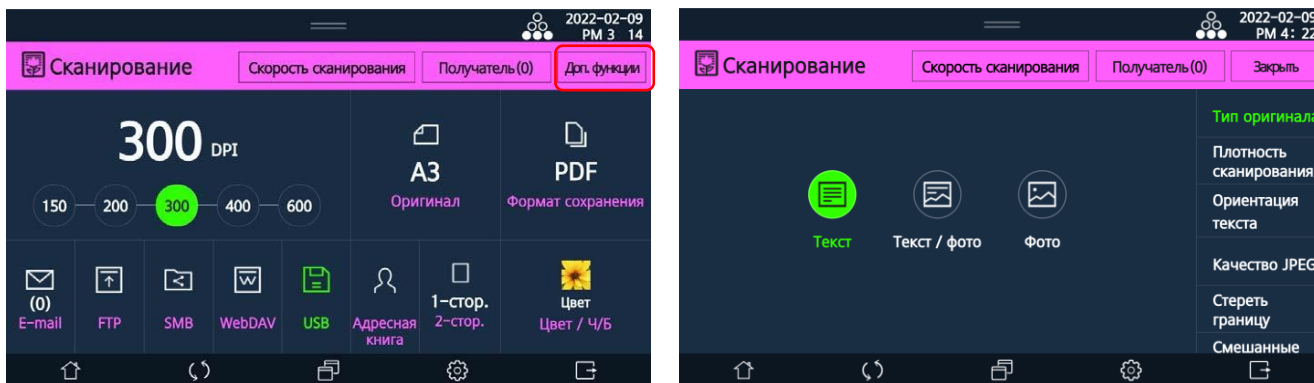 2022-02-09
PM 3 14
Сканирование
Скорость сканирования
Получатель(0)
Доп. функции
300 DPI
150
200
300
400
600
A3
Оригинал
PDF
Формат сохранения
(0)
E-mail
FTP
SMB
WebDAV
USB
Адресная
книга
1-стор.
2-стор.
Цвет
Цвет / Ч/Б
2022-02-09
PM 4: 22
Сканирование
Скорость сканирования
Получатель(0)
Закрыть
Текст
Текст / фото
Фото
Тип оригинала
Плотность
сканирования
Ориентация
текста
Качество JPEG
Стереть
границу
Смешанные